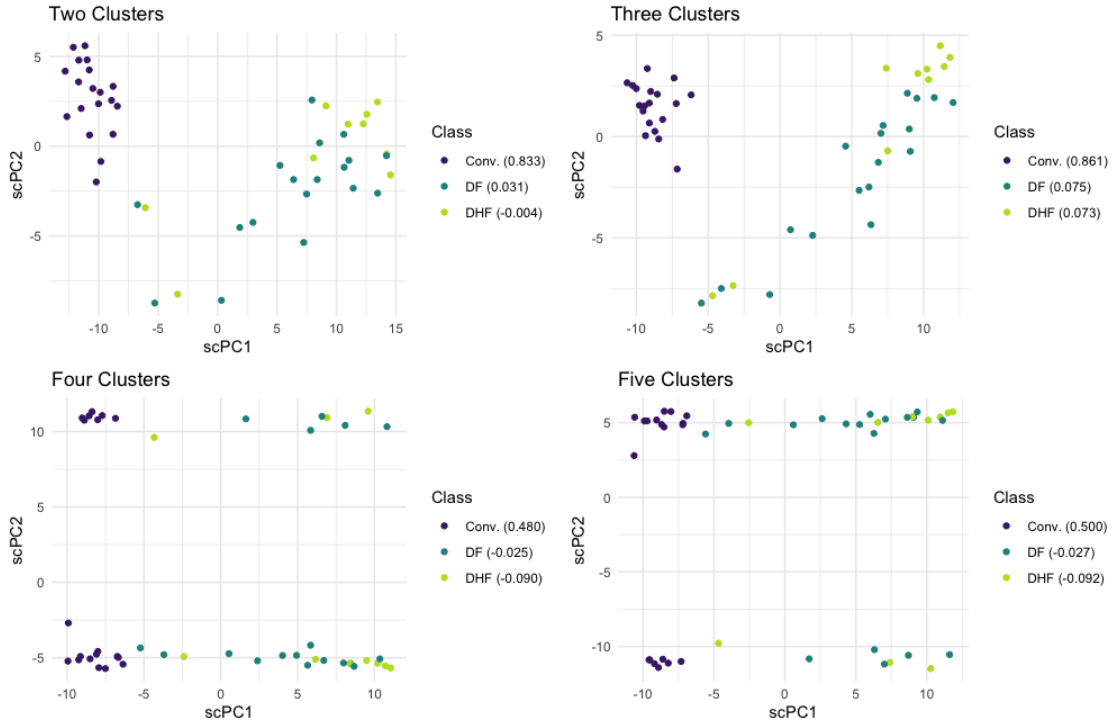 Two Clusters
5
0
-5
scPC2
-10
-5
0
5
10
15
scPC1
Class
Conv. (0.833)
DF (0.031)
DHF (-0.004)
Three Clusters
5
0
-5
scPC2
-10
-5
0
5
10
scPC1
Class
Conv. (0.861)
DF (0.075)
DHF (0.073)
Four Clusters
10
5
0
-5
scPC2
-10
-5
0
5
10
scPC1
Class
Conv. (0.480)
DF (-0.025)
DHF (-0.090)
Five Clusters
5
0
-5
-10
scPC2
-10
-5
0
5
10
scPC1
Class
Conv. (0.500)
DF (-0.027)
DHF (-0.092)